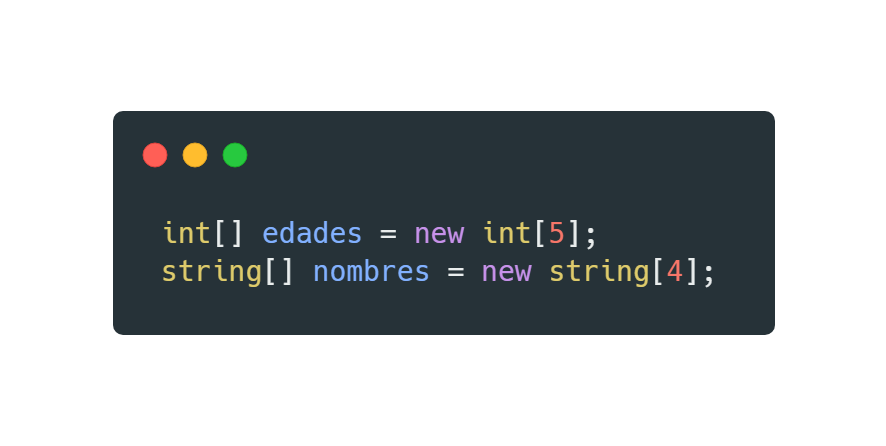 int[] edades = new int[5];
string[] nombres = new string[4];